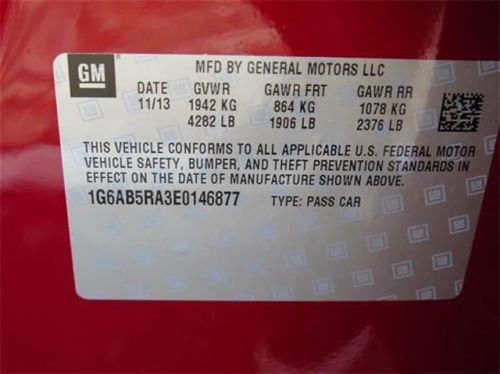 GM
MFD BY GENERAL MOTORS LLC
DATE GVWR GAWR FRT GAWR RR
11/13 1942 KG 864 KG 1078 KG
4282 LB 1906 LB 2376 LB
THIS VEHICLE CONFORMS TO ALL APPLICABLE U.S. FEDERAL MOTOR
VEHICLE SAFETY, BUMPER, AND THEFT PREVENTION STANDARDS IN
EFFECT ON THE DATE OF MANUFACTURE SHOWN ABOVE.
1G6AB5RA3E0146877 TYPE: PASS CAR